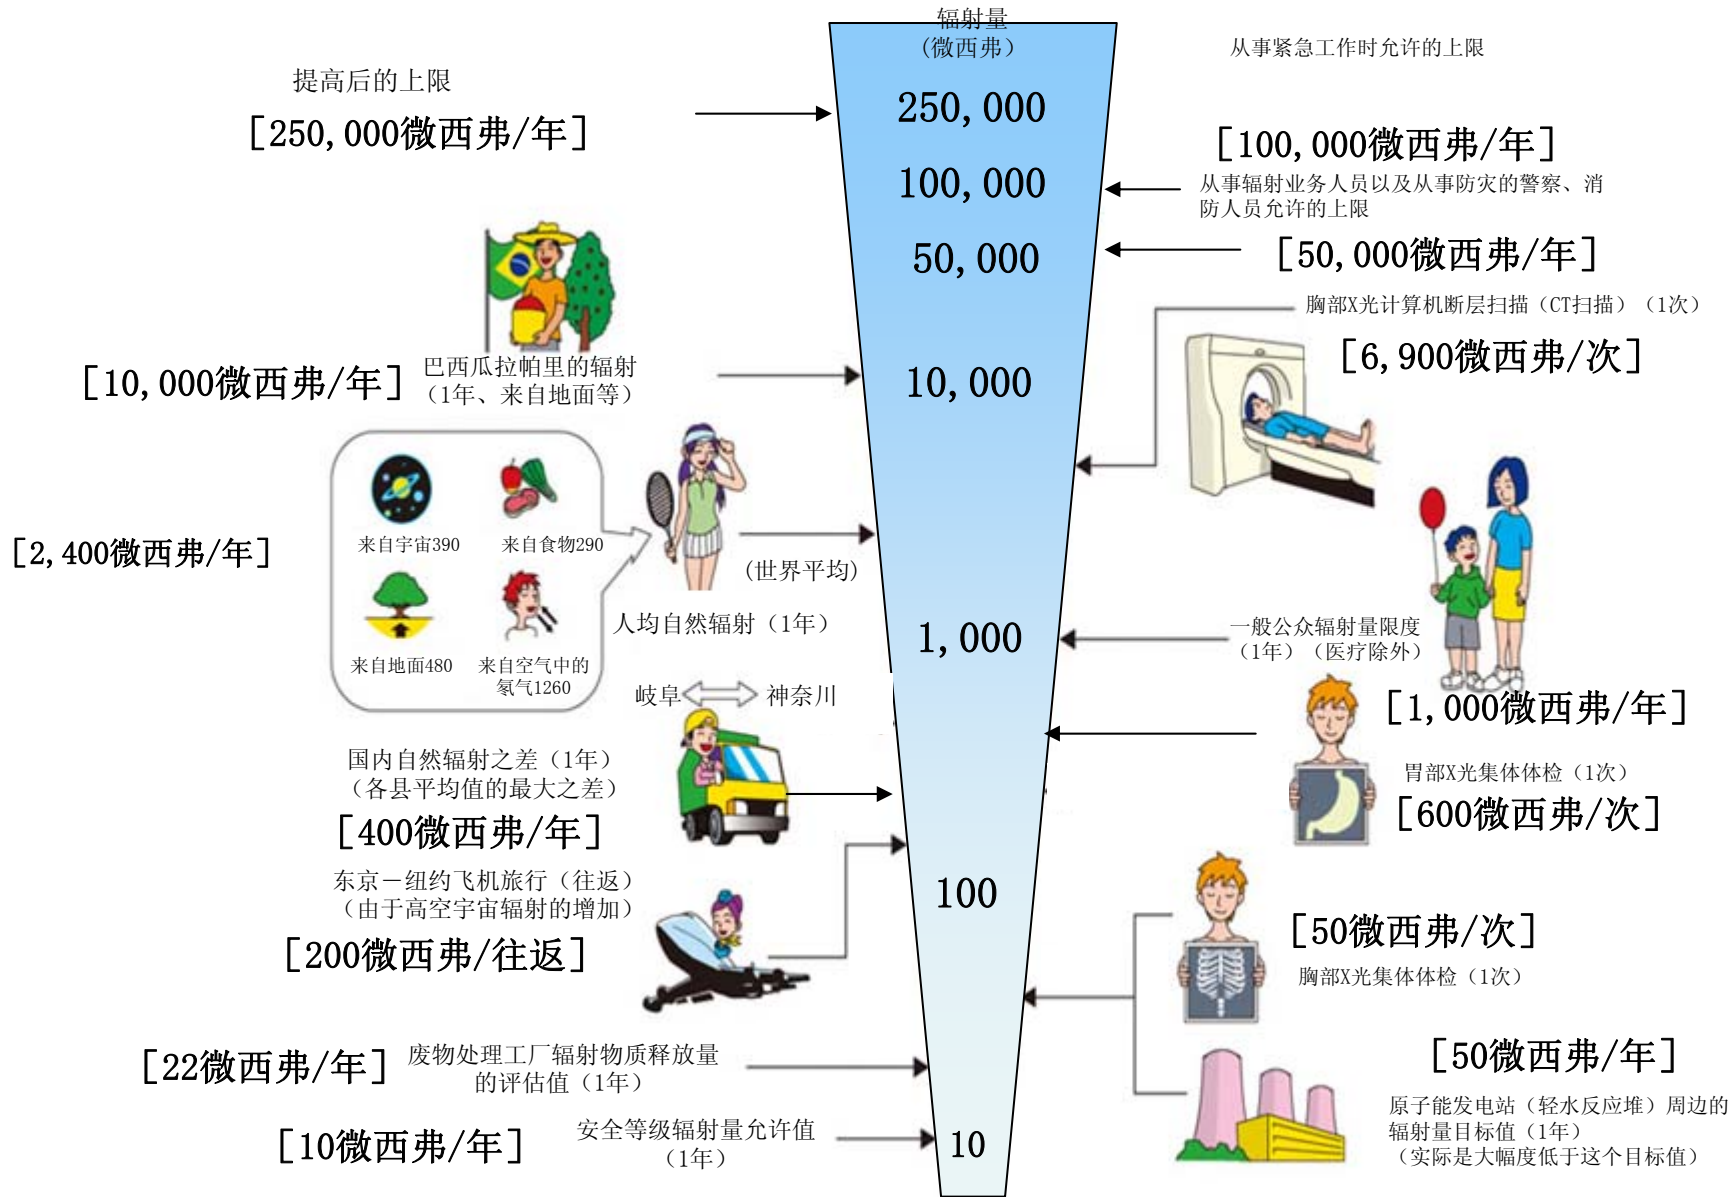 辐射量
(微西弗）
从事紧急工作时允许的上限
提高后的上限
[250,000微西弗/年]
250,000
[100,000微西弗/年]
100,000
从事辐射业务人员以及从事防灾的警察、消
防人员允许的上限
50,000
[50,000微西弗/年]
胸部X光计算机断层扫描（CT扫描）（1次）
[6,900微西弗/次]
[10,000微西弗/年]
巴西瓜拉帕里的辐射
（1年、来自地面等）
10,000
来自宇宙390
来自食物290
[2,400微西弗/年]
(世界平均)
人均自然辐射（1年）
来自地面480
来自空气中的
氡气1260
1,000
一般公众辐射量限度
（1年）（医疗除外）
[1,000微西弗/年]
岐阜
神奈川
国内自然辐射之差（1年）
（各县平均值的最大之差）
[400微西弗/年]
胃部X光集体体检（1次）
[600微西弗/次]
东京－纽约飞机旅行（往返）
（由于高空宇宙辐射的增加）
[200微西弗/往返]
100
[50微西弗/次]
胸部X光集体体检（1次）
[22微西弗/年]
废物处理工厂辐射物质释放量
的评估值（1年）
[50微西弗/年]
原子能发电站（轻水反应堆）周边的
辐射量目标值（1年）
（实际是大幅度低于这个目标值）
[10微西弗/年]
安全等级辐射量允许值
（1年）
10